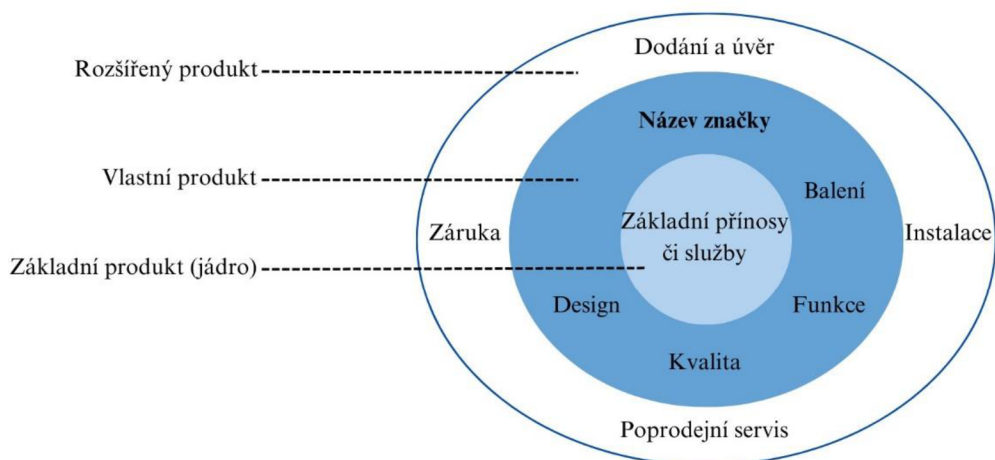 Dodání a úvěr
Rozšířený produkt
Název značky
Vlastní produkt
Balení
Základní přínosy
či služby
Záruka
Instalace
Základní produkt (jádro)
Design
Funkce
Kvalita
Poprodejní servis